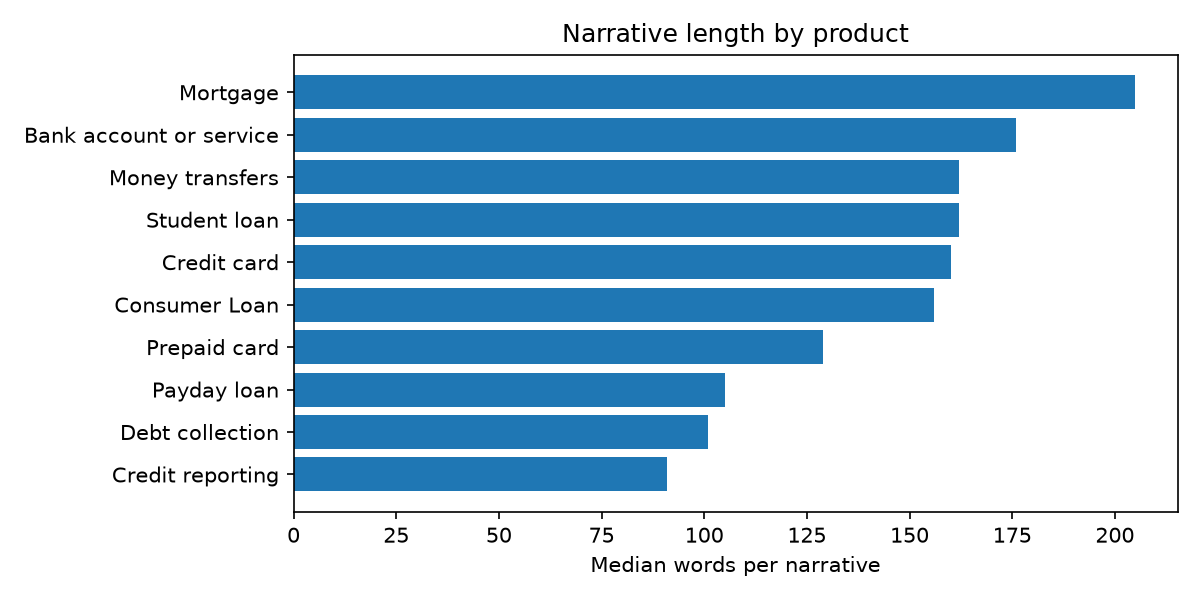 Narrative length by product
Mortgage
Bank account or service
Money transfers
Student loan
Credit card
Consumer Loan
Prepaid card
Payday loan
Debt collection
Credit reporting
0 25 50 75 100 125 150 175 200
Median words per narrative